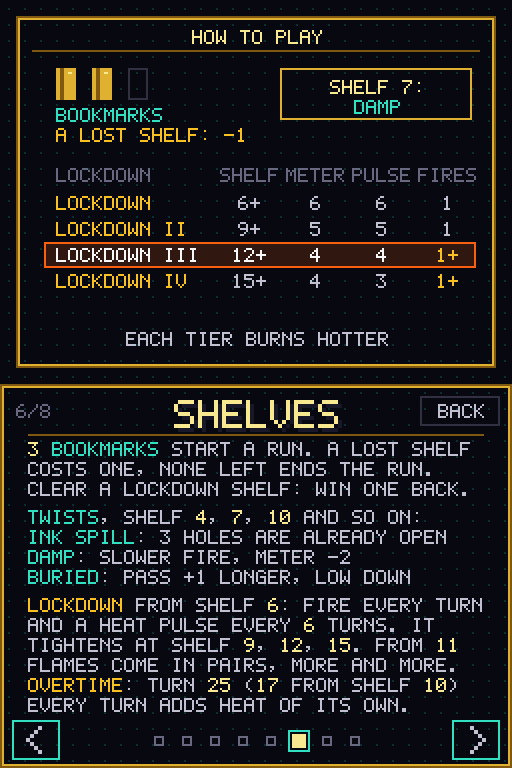 HOW TO PLAY
SHELF 7:
DAMP
BOOKMARKS
A LOST SHELF: -1
LOCKDOWN SHELF METER PULSE FIRES
LOCKDOWN 6+ 6 6 1
LOCKDOWN II 9+ 5 5 1
LOCKDOWN III 12+ 4 4 1+
LOCKDOWN IV 15+ 4 3 1+
EACH TIER BURNS HOTTER
6/8
SHELVES
BACK
3 BOOKMARKS START A RUN. A LOST SHELF
COSTS ONE, NONE LEFT ENDS THE RUN.
CLEAR A LOCKDOWN SHELF: WIN ONE BACK.
TWISTS, SHELF 4, 7, 10 AND SO ON:
INK SPILL: 3 HOLES ARE ALREADY OPEN
DAMP: SLOWER FIRE, METER -2
BURIED: PASS +1 LONGER, LOW DOWN
LOCKDOWN FROM SHELF 6: FIRE EVERY TURN
AND A HEAT PULSE EVERY 6 TURNS. IT
TIGHTENS AT SHELF 9, 12, 15. FROM 11
FLAMES COME IN PAIRS, MORE AND MORE.
OVERTIME: TURN 25 (17 FROM SHELF 10)
EVERY TURN ADDS HEAT OF ITS OWN.